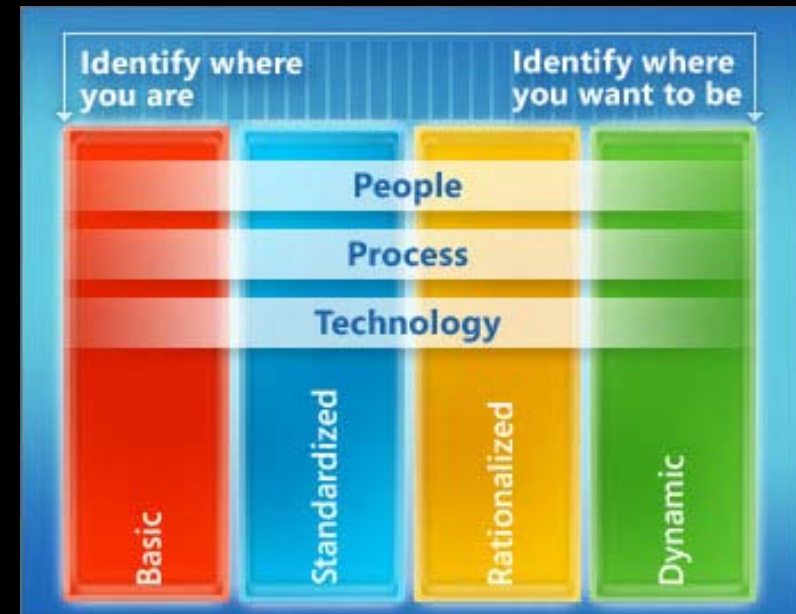 Identify where
you are
Identify where
you want to be
People
Process
Technology
Basic
Standardized
Rationalized
Dynamic